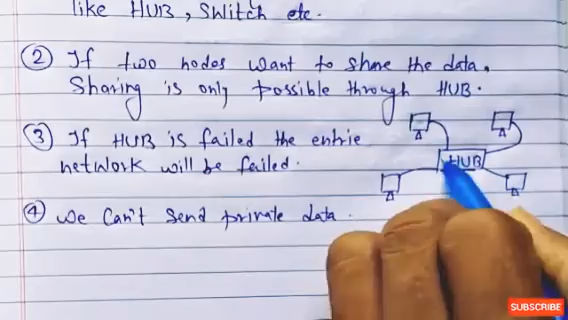 like HUB, Switch etc.
② If two nodes want to share the data.
Sharing is only possible through HUB.
③ If HUB is failed the entrie
network will be failed.
HUB
④ We Can't Send private data.
SUBSCRIBE